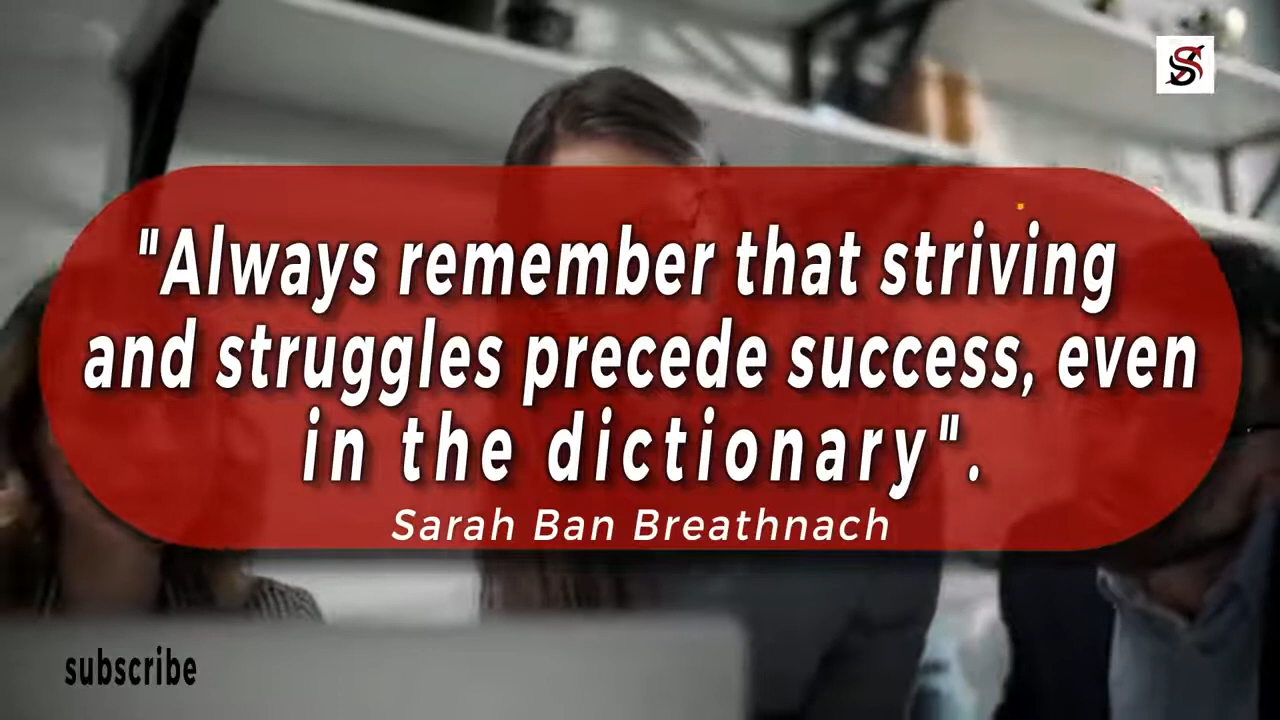 "Always remember that striving
and struggles precede success, even
in the dictionary".
Sarah Ban Breathnach
subscribe